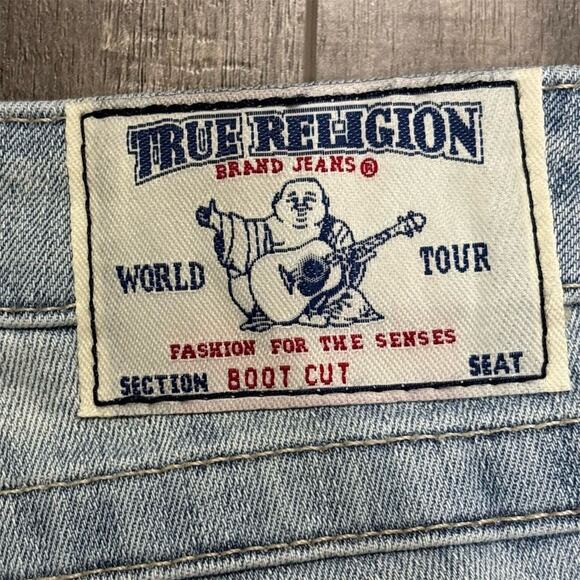 TRUE RELIGION
BRAND JEANS®
WORLD TOUR
FASHION FOR THE SENSES
SECTION BOOT CUT SEAT